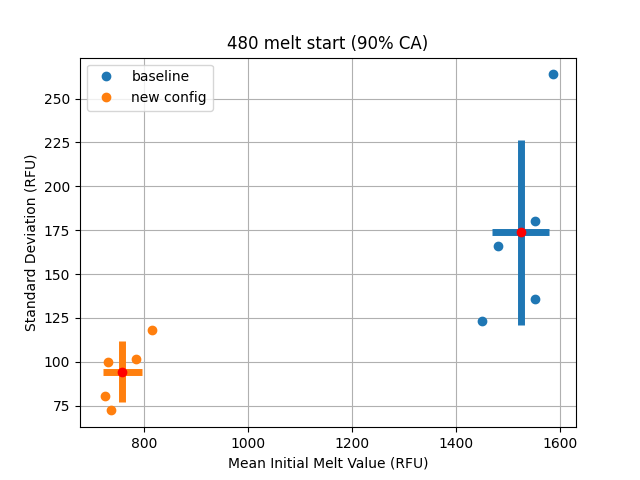 480 melt start (90% CA)
baseline
new config
250
225
200
175
150
125
100
75
Standard Deviation (RFU)
800
1000
1200
1400
1600
Mean Initial Melt Value (RFU)